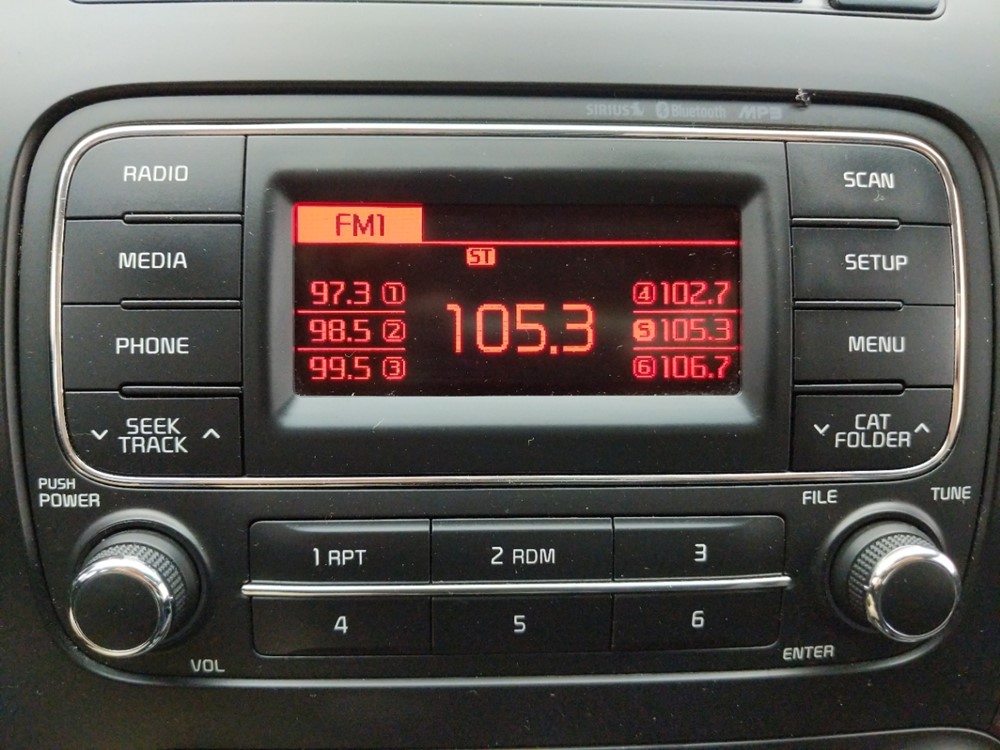 SIRIUS Bluetooth MP3
RADIO
MEDIA
PHONE
SEEK
TRACK
FM1
ST
97.3 1
98.5 2
99.5 3
105.3
4 102.7
5 105.3
6 106.7
SCAN
SETUP
MENU
CAT
FOLDER
PUSH
POWER
VOL
1 RPT
2 RDM
3
4
5
6
FILE
TUNE
ENTER